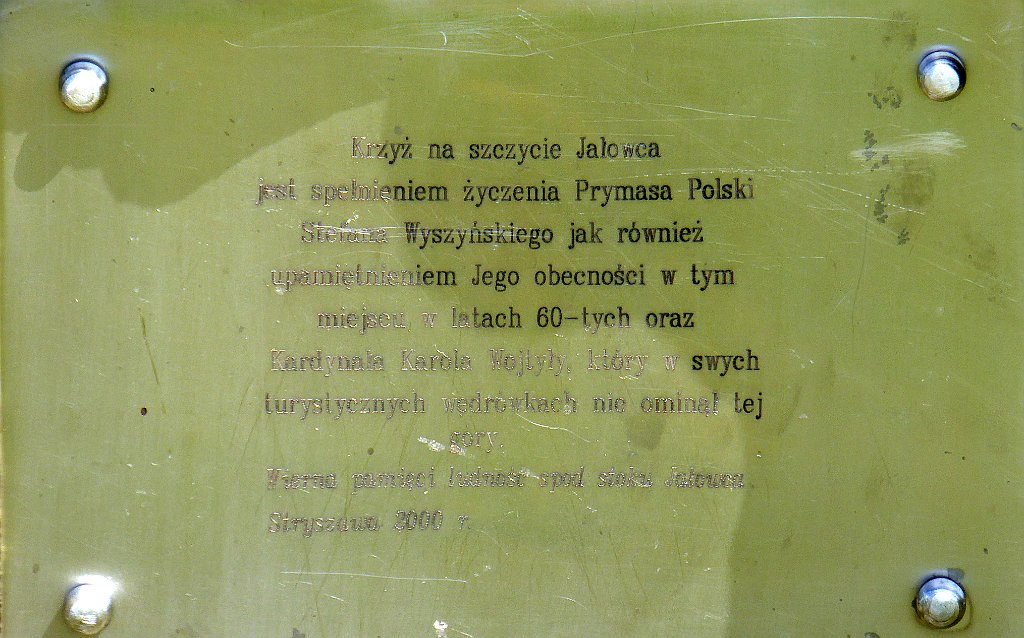 Krzyż na szczycie Jałowca
jest spełnieniem życzenia Prymasa Polski
Stefana Wyszyńskiego jak również
upamiętnieniem Jego obecności w tym
miejscu, w latach 60-tych oraz
Kardynała Karola Wojtyły, który w swych
turystycznych wędrówkach nie ominął tej
góry.
Wierna pamięci ludność spod stoku Jałowca.
Stryszawa 2000 r.